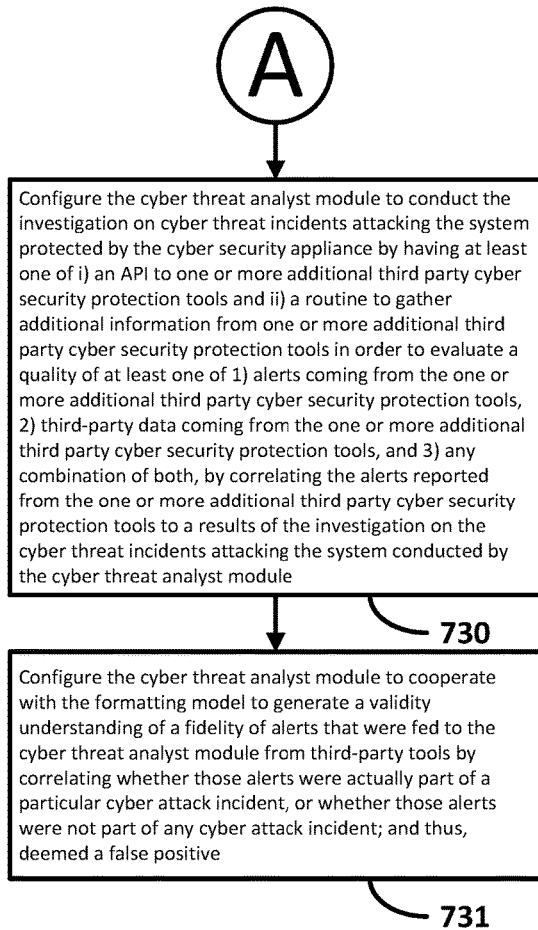 A
Configure the cyber threat analyst module to conduct the
investigation on cyber threat incidents attacking the system
protected by the cyber security appliance by having at least
one of i) an API to one or more additional third party cyber
security protection tools and ii) a routine to gather
additional information from one or more additional third
party cyber security protection tools in order to evaluate a
quality of at least one of 1) alerts coming from the one or
more additional third party cyber security protection tools,
2) third-party data coming from the one or more additional
third party cyber security protection tools, and 3) any
combination of both, by correlating the alerts reported
from the one or more additional third party cyber security
protection tools to a results of the investigation on the
cyber threat incidents attacking the system conducted by
the cyber threat analyst module
730
Configure the cyber threat analyst module to cooperate
with the formatting model to generate a validity
understanding of a fidelity of alerts that were fed to the
cyber threat analyst module from third-party tools by
correlating whether those alerts were actually part of a
particular cyber attack incident, or whether those alerts
were not part of any cyber attack incident; and thus,
deemed a false positive
731